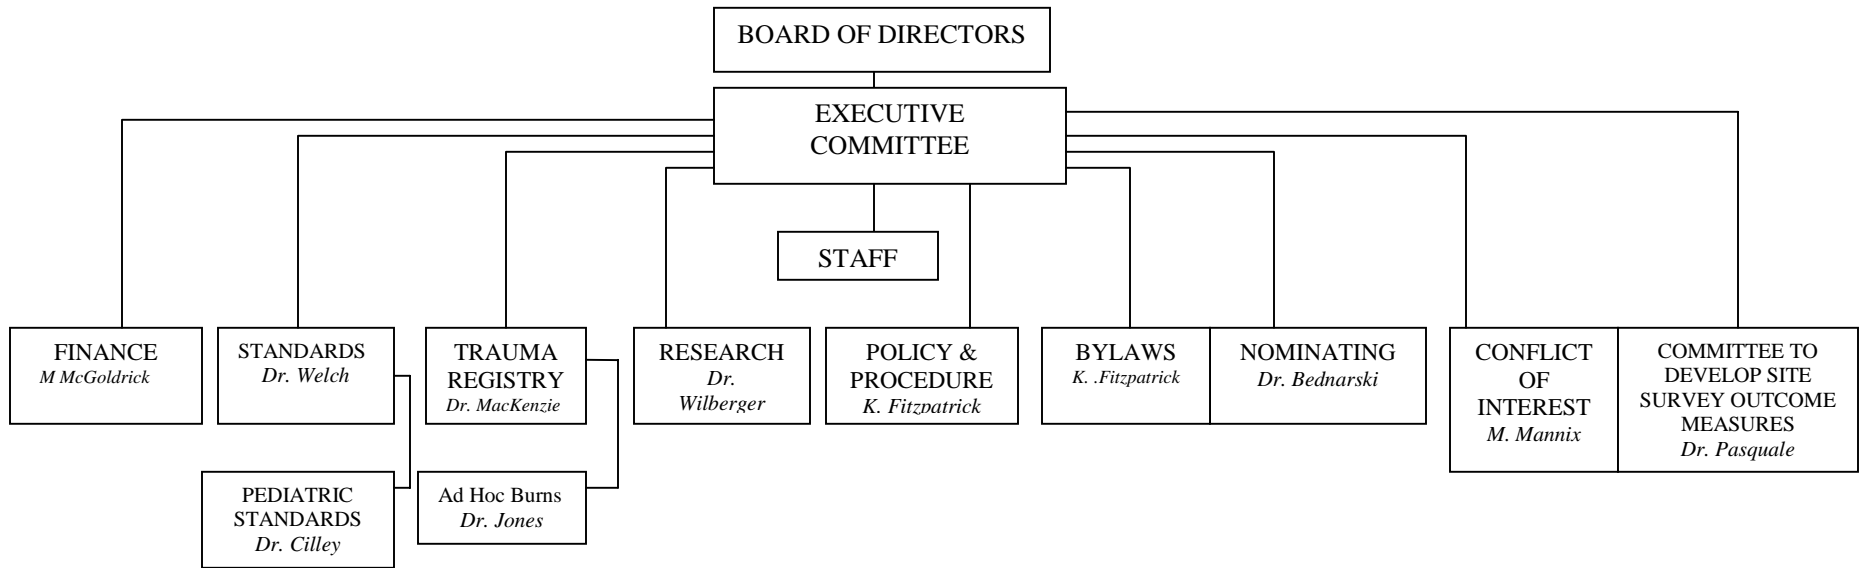 BOARD OF DIRECTORS
EXECUTIVE
COMMITTEE
STAFF
FINANCE
M McGoldrick
STANDARDS
Dr. Welch
TRAUMA
REGISTRY
Dr. MacKenzie
RESEARCH
Dr.
Wilberger
POLICY &
PROCEDURE
K. Fitzpatrick
BYLAWS
K. .Fitzpatrick
NOMINATING
Dr. Bednarski
CONFLICT
OF
INTEREST
M. Mannix
COMMITTEE TO
DEVELOP SITE
SURVEY OUTCOME
MEASURES
Dr. Pasquale
PEDIATRIC
STANDARDS
Dr. Cilley
Ad Hoc Burns
Dr. Jones